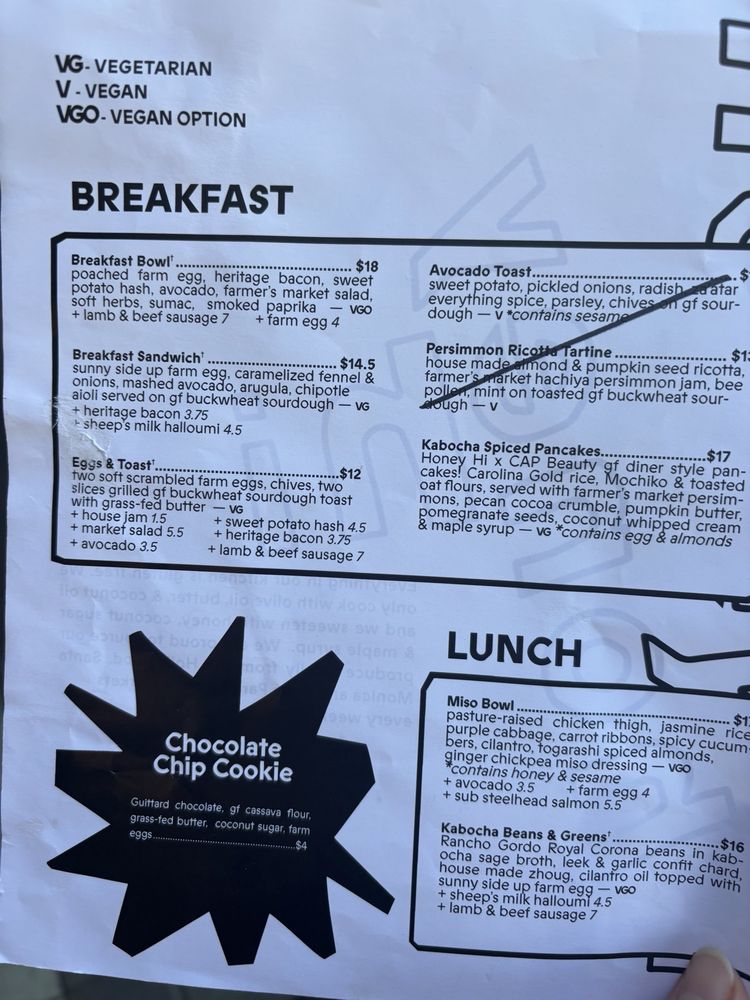 VG- VEGETARIAN
V - VEGAN
VGO- VEGAN OPTION
BREAKFAST
Breakfast Bowl† $18
poached farm egg, heritage bacon, sweet
potato hash, avocado, farmer's market salad,
soft herbs, sumac, smoked paprika — VGO
+ lamb & beef sausage 7 + farm egg 4
Breakfast Sandwich† $14.5
sunny side up farm egg, caramelized fennel &
onions, mashed avocado, arugula, chipotle
aioli served on gf buckwheat sourdough — VG
+ heritage bacon 3.75
+ sheep's milk halloumi 4.5
Eggs & Toast† $12
two soft scrambled farm eggs, chives, two
slices grilled gf buckwheat sourdough toast
with grass-fed butter — VG
+ house jam 1.5 + sweet potato hash 4.5
+ market salad 5.5 + heritage bacon 3.75
+ avocado 3.5 + lamb & beef sausage 7
Avocado Toast
sweet potato, pickled onions, radish, za'atar
everything spice, parsley, chives on gf sour-
dough — V *contains sesame
Persimmon Ricotta Tartine
house made almond & pumpkin seed ricotta,
farmer's market hachiya persimmon jam, bee
pollen, mint on toasted gf buckwheat sour-
dough — V
Kabocha Spiced Pancakes $17
Honey Hi x CAP Beauty gf diner style pan-
cakes! Carolina Gold rice, Mochiko & toasted
oat flours, served with farmer's market persim-
mons, pecan cocoa crumble, pumpkin butter,
pomegranate seeds, coconut whipped cream
& maple syrup — VG *contains egg & almonds
Chocolate
Chip Cookie
Guittard chocolate, gf cassava flour,
grass-fed butter, coconut sugar, farm
eggs $4
LUNCH
Miso Bowl
pasture-raised chicken thigh, jasmine rice
purple cabbage, carrot ribbons, spicy cucum-
bers, cilantro, togarashi spiced almonds,
ginger chickpea miso dressing — VGO
*contains honey & sesame
+ avocado 3.5 + farm egg 4
+ sub steelhead salmon 5.5
Kabocha Beans & Greens† $16
Rancho Gordo Royal Corona beans in kab-
ocha sage broth, leek & garlic confit chard,
house made zhoug, cilantro oil topped with
sunny side up farm egg — VGO
+ sheep's milk halloumi 4.5
+ lamb & beef sausage 7